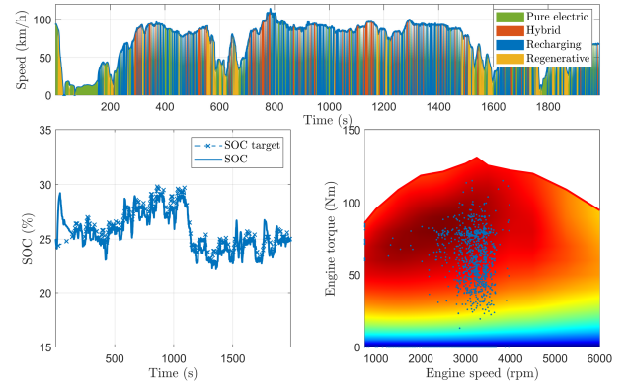 Speed (km/h)
120
100
50
0
Pure electric
Hybrid
Recharging
Regenerative
200 400 600 800 1000 1200 1400 1600 1800
Time (s)
SOC (%)
35
30
25
20
15
SOC target
SOC
500 1000 1500
Time (s)
Engine torque (Nm)
150
100
50
0
1000 2000 3000 4000 5000 6000
Engine speed (rpm)